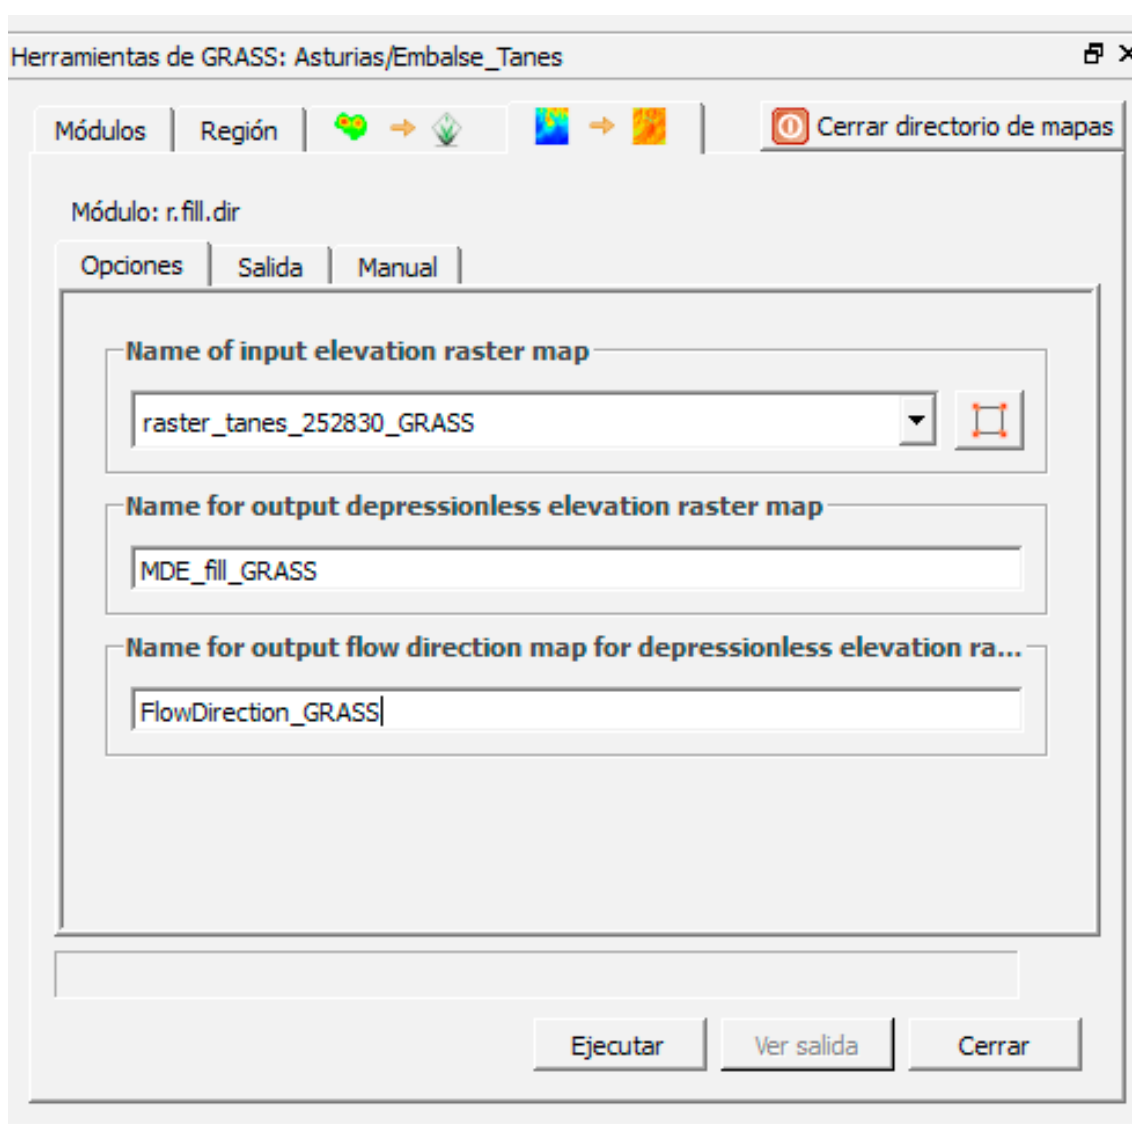 Herramientas de GRASS: Asturias/Embalse_Tanes
Módulos Región Cerrar directorio de mapas
Módulo: r.fill.dir
Opciones Salida Manual
Name of input elevation raster map
raster_tanes_252830_GRASS
Name for output depressionless elevation raster map
MDE_fill_GRASS
Name for output flow direction map for depressionless elevation ra...
FlowDirection_GRASS
Ejecutar Ver salida Cerrar